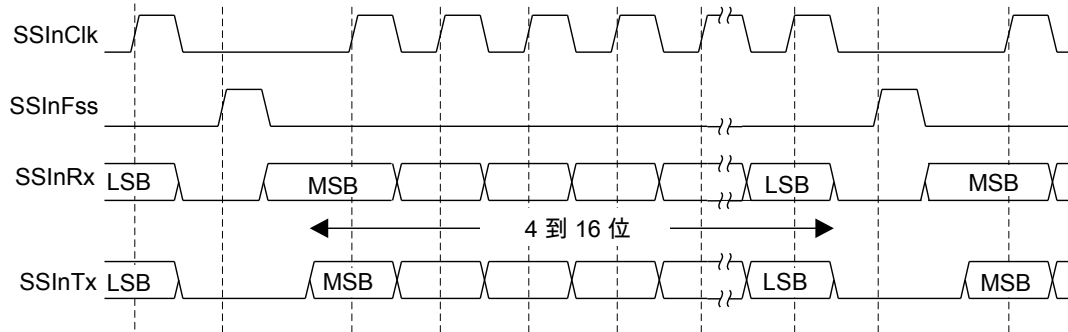 SSInClk
SSInFss
SSInRx LSB MSB LSB MSB
4 到 16 位
SSInTx LSB MSB LSB MSB